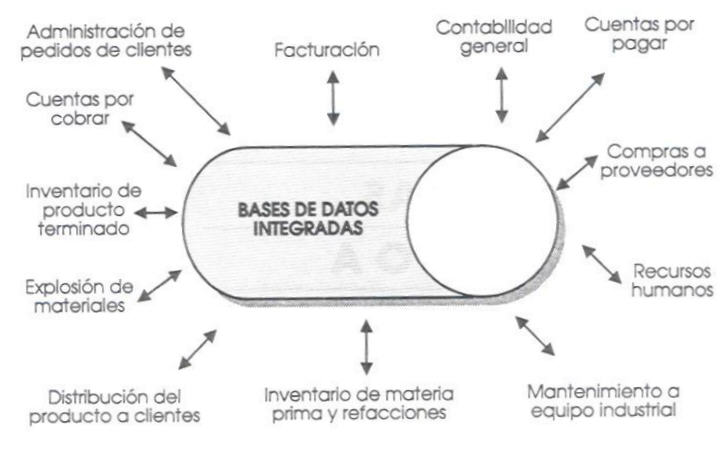 Administración de
pedidos de clientes
Facturación
Contabilidad
general
Cuentas por
pagar
Cuentas por
cobrar
Compras a
proveedores
Inventario de
producto
terminado
BASES DE DATOS
INTEGRADAS
Explosión de
materiales
Recursos
humanos
Distribución del
producto a clientes
Inventario de materia
prima y refacciones
Mantenimiento a
equipo industrial